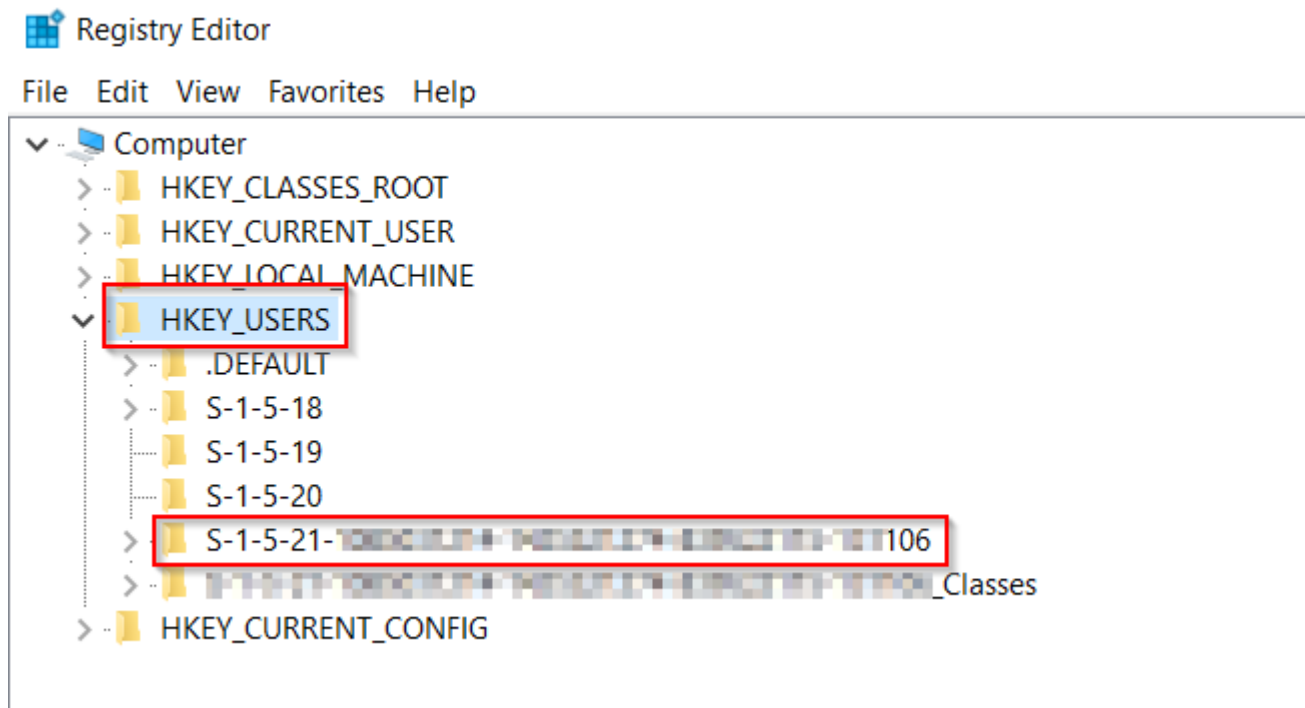 Registry Editor
File Edit View Favorites Help
Computer
HKEY_CLASSES_ROOT
HKEY_CURRENT_USER
HKEY_LOCAL_MACHINE
HKEY_USERS
.DEFAULT
S-1-5-18
S-1-5-19
S-1-5-20
S-1-5-21- 106
_Classes
HKEY_CURRENT_CONFIG